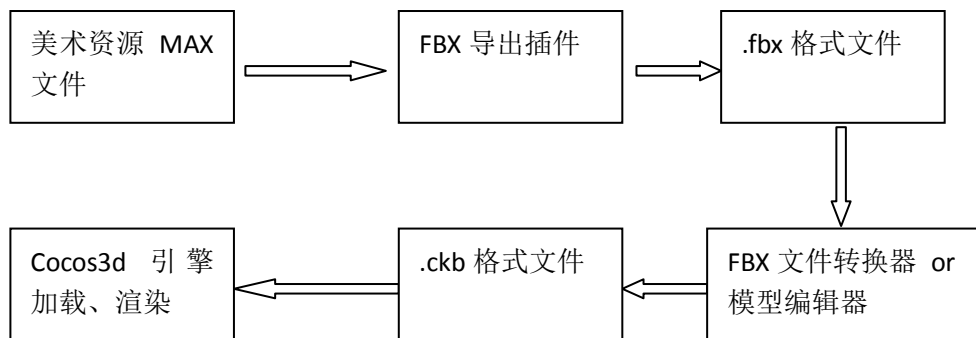 美术资源 MAX
文件
FBX 导出插件
.fbx 格式文件
Cocos3d 引擎
加载、渲染
.ckb 格式文件
FBX 文件转换器 or
模型编辑器